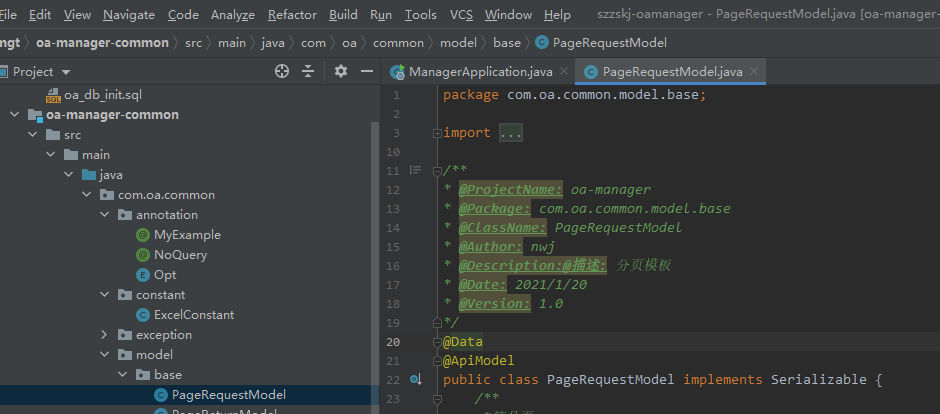 File Edit View Navigate Code Analyze Refactor Build Run Tools VCS Window Help szzskj-oamanager - PageRequestModel.java [oa-manager-
mgt oa-manager-common src main java com oa common model base PageRequestModel
Project
ManagerApplication.java
PageRequestModel.java
oa_db_init.sql
oa-manager-common
src
main
java
com.oa.common
annotation
MyExample
NoQuery
Opt
constant
ExcelConstant
exception
model
base
PageRequestModel
PageReturnModel
1 package com.oa.common.model.base;
2
3 import ...
10
11 /**
12 * @ProjectName: oa-manager
13 * @Package: com.oa.common.model.base
14 * @ClassName: PageRequestModel
15 * @Author: nwj
16 * @Description:@描述: 分页模板
17 * @Date: 2021/1/20
18 * @Version: 1.0
19 */
20 @Data
21 @ApiModel
22 public class PageRequestModel implements Serializable {
23 /**